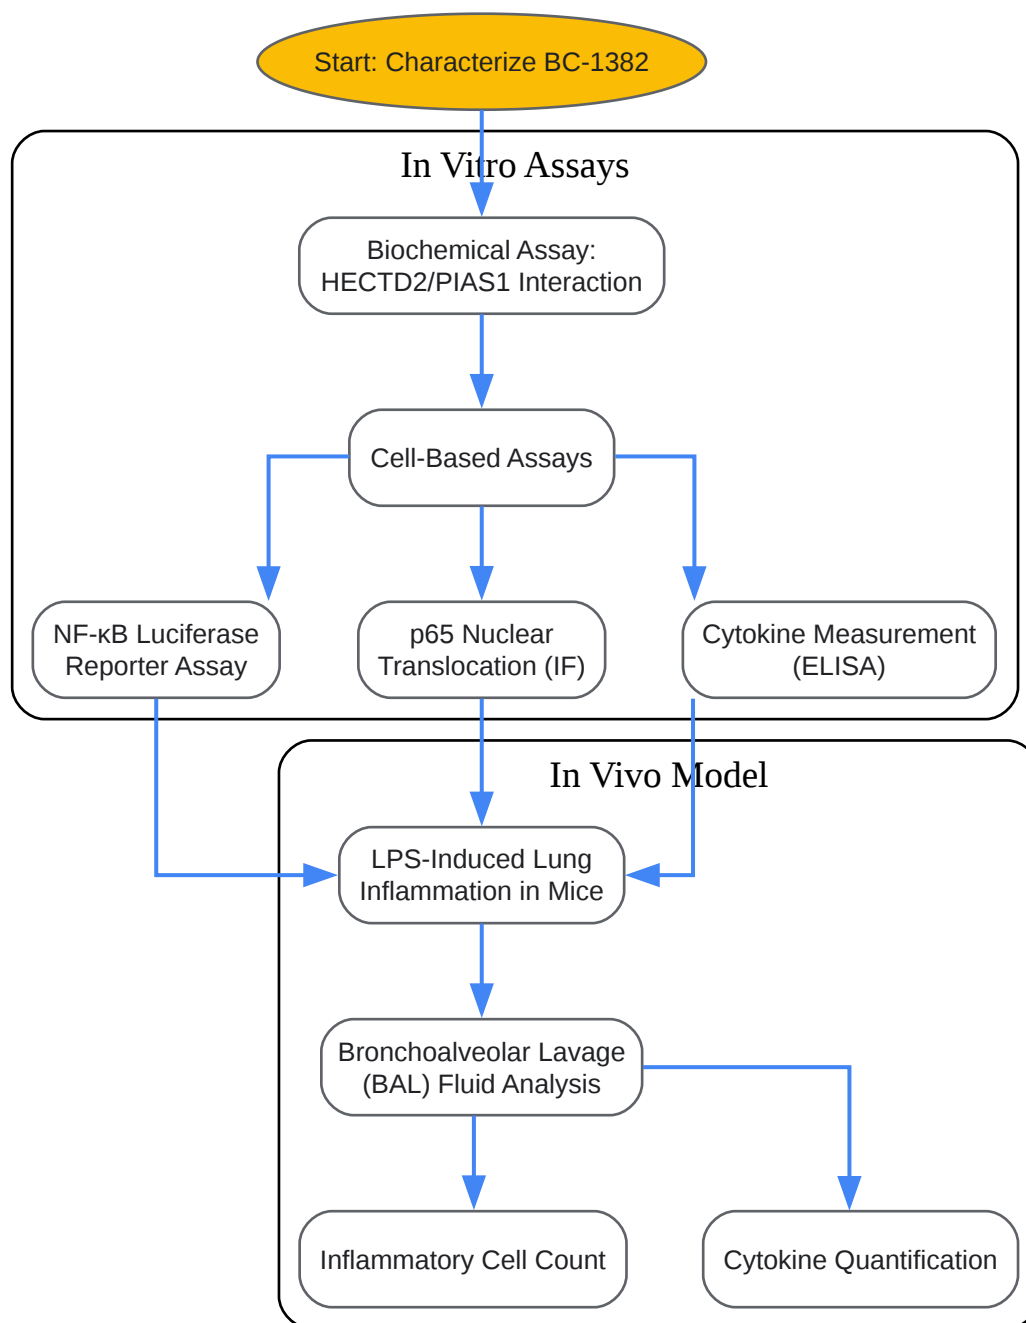 Start: Characterize BC-1382
In Vitro Assays
Biochemical Assay:
HECTD2/PIAS1 Interaction
Cell-Based Assays
NF-κB Luciferase
Reporter Assay
p65 Nuclear
Translocation (IF)
Cytokine Measurement
(ELISA)
In Vivo Model
LPS-Induced Lung
Inflammation in Mice
Bronchoalveolar Lavage
(BAL) Fluid Analysis
Inflammatory Cell Count
Cytokine Quantification